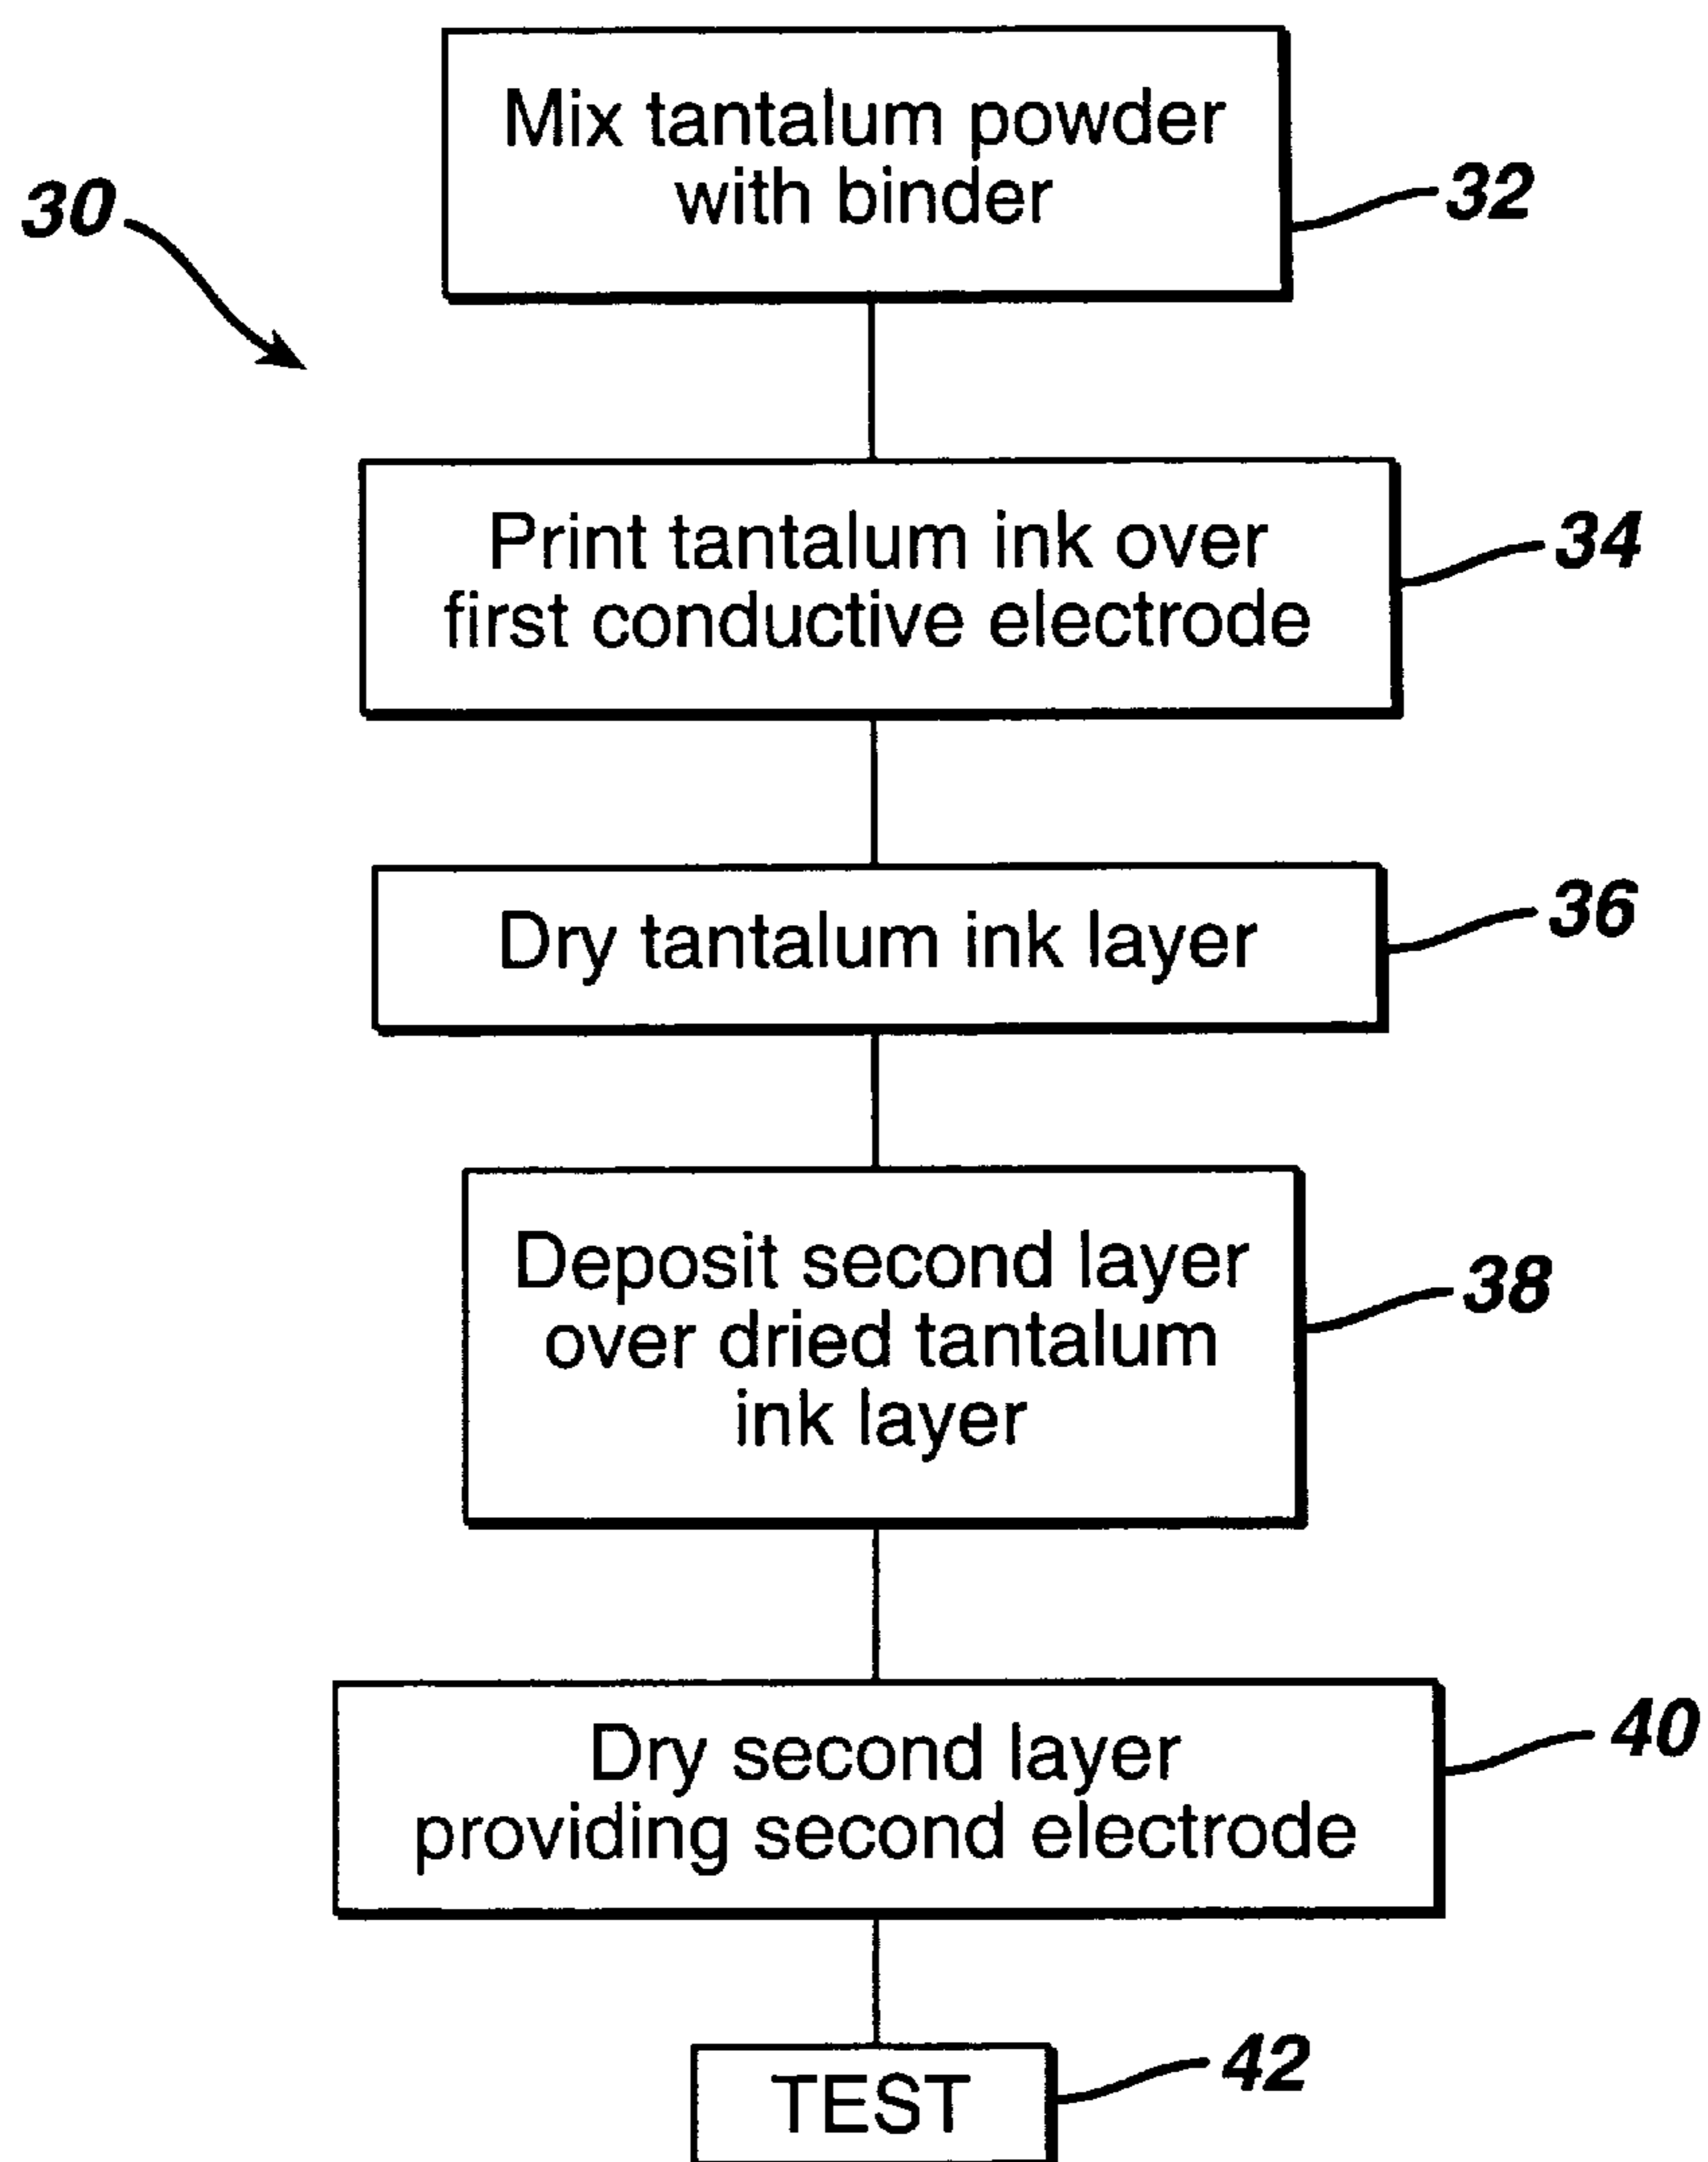 Mix tantalum powder
with binder
32
30
Print tantalum ink over
first conductive electrode
34
Dry tantalum ink layer
36
Deposit second layer
over dried tantalum
ink layer
38
Dry second layer
providing second electrode
40
TEST
42